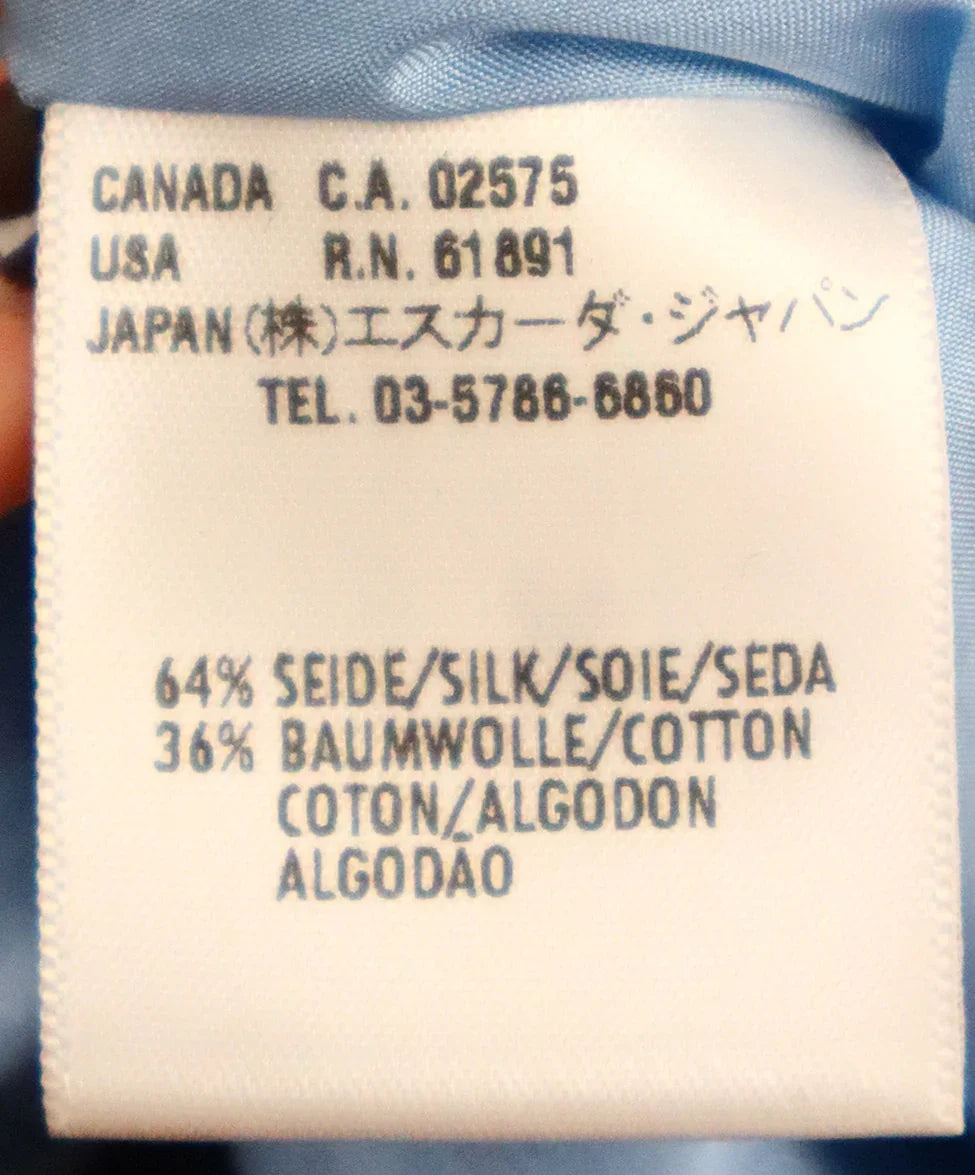 CANADA C.A. 02575
USA R.N. 61891
JAPAN (株)エスカーダ・ジャパン
TEL. 03-5786-6860
64% SEIDE/SILK/SOIE/SEDA
36% BAUMWOLLE/COTTON
COTON/ALGODON
ALGODÃO